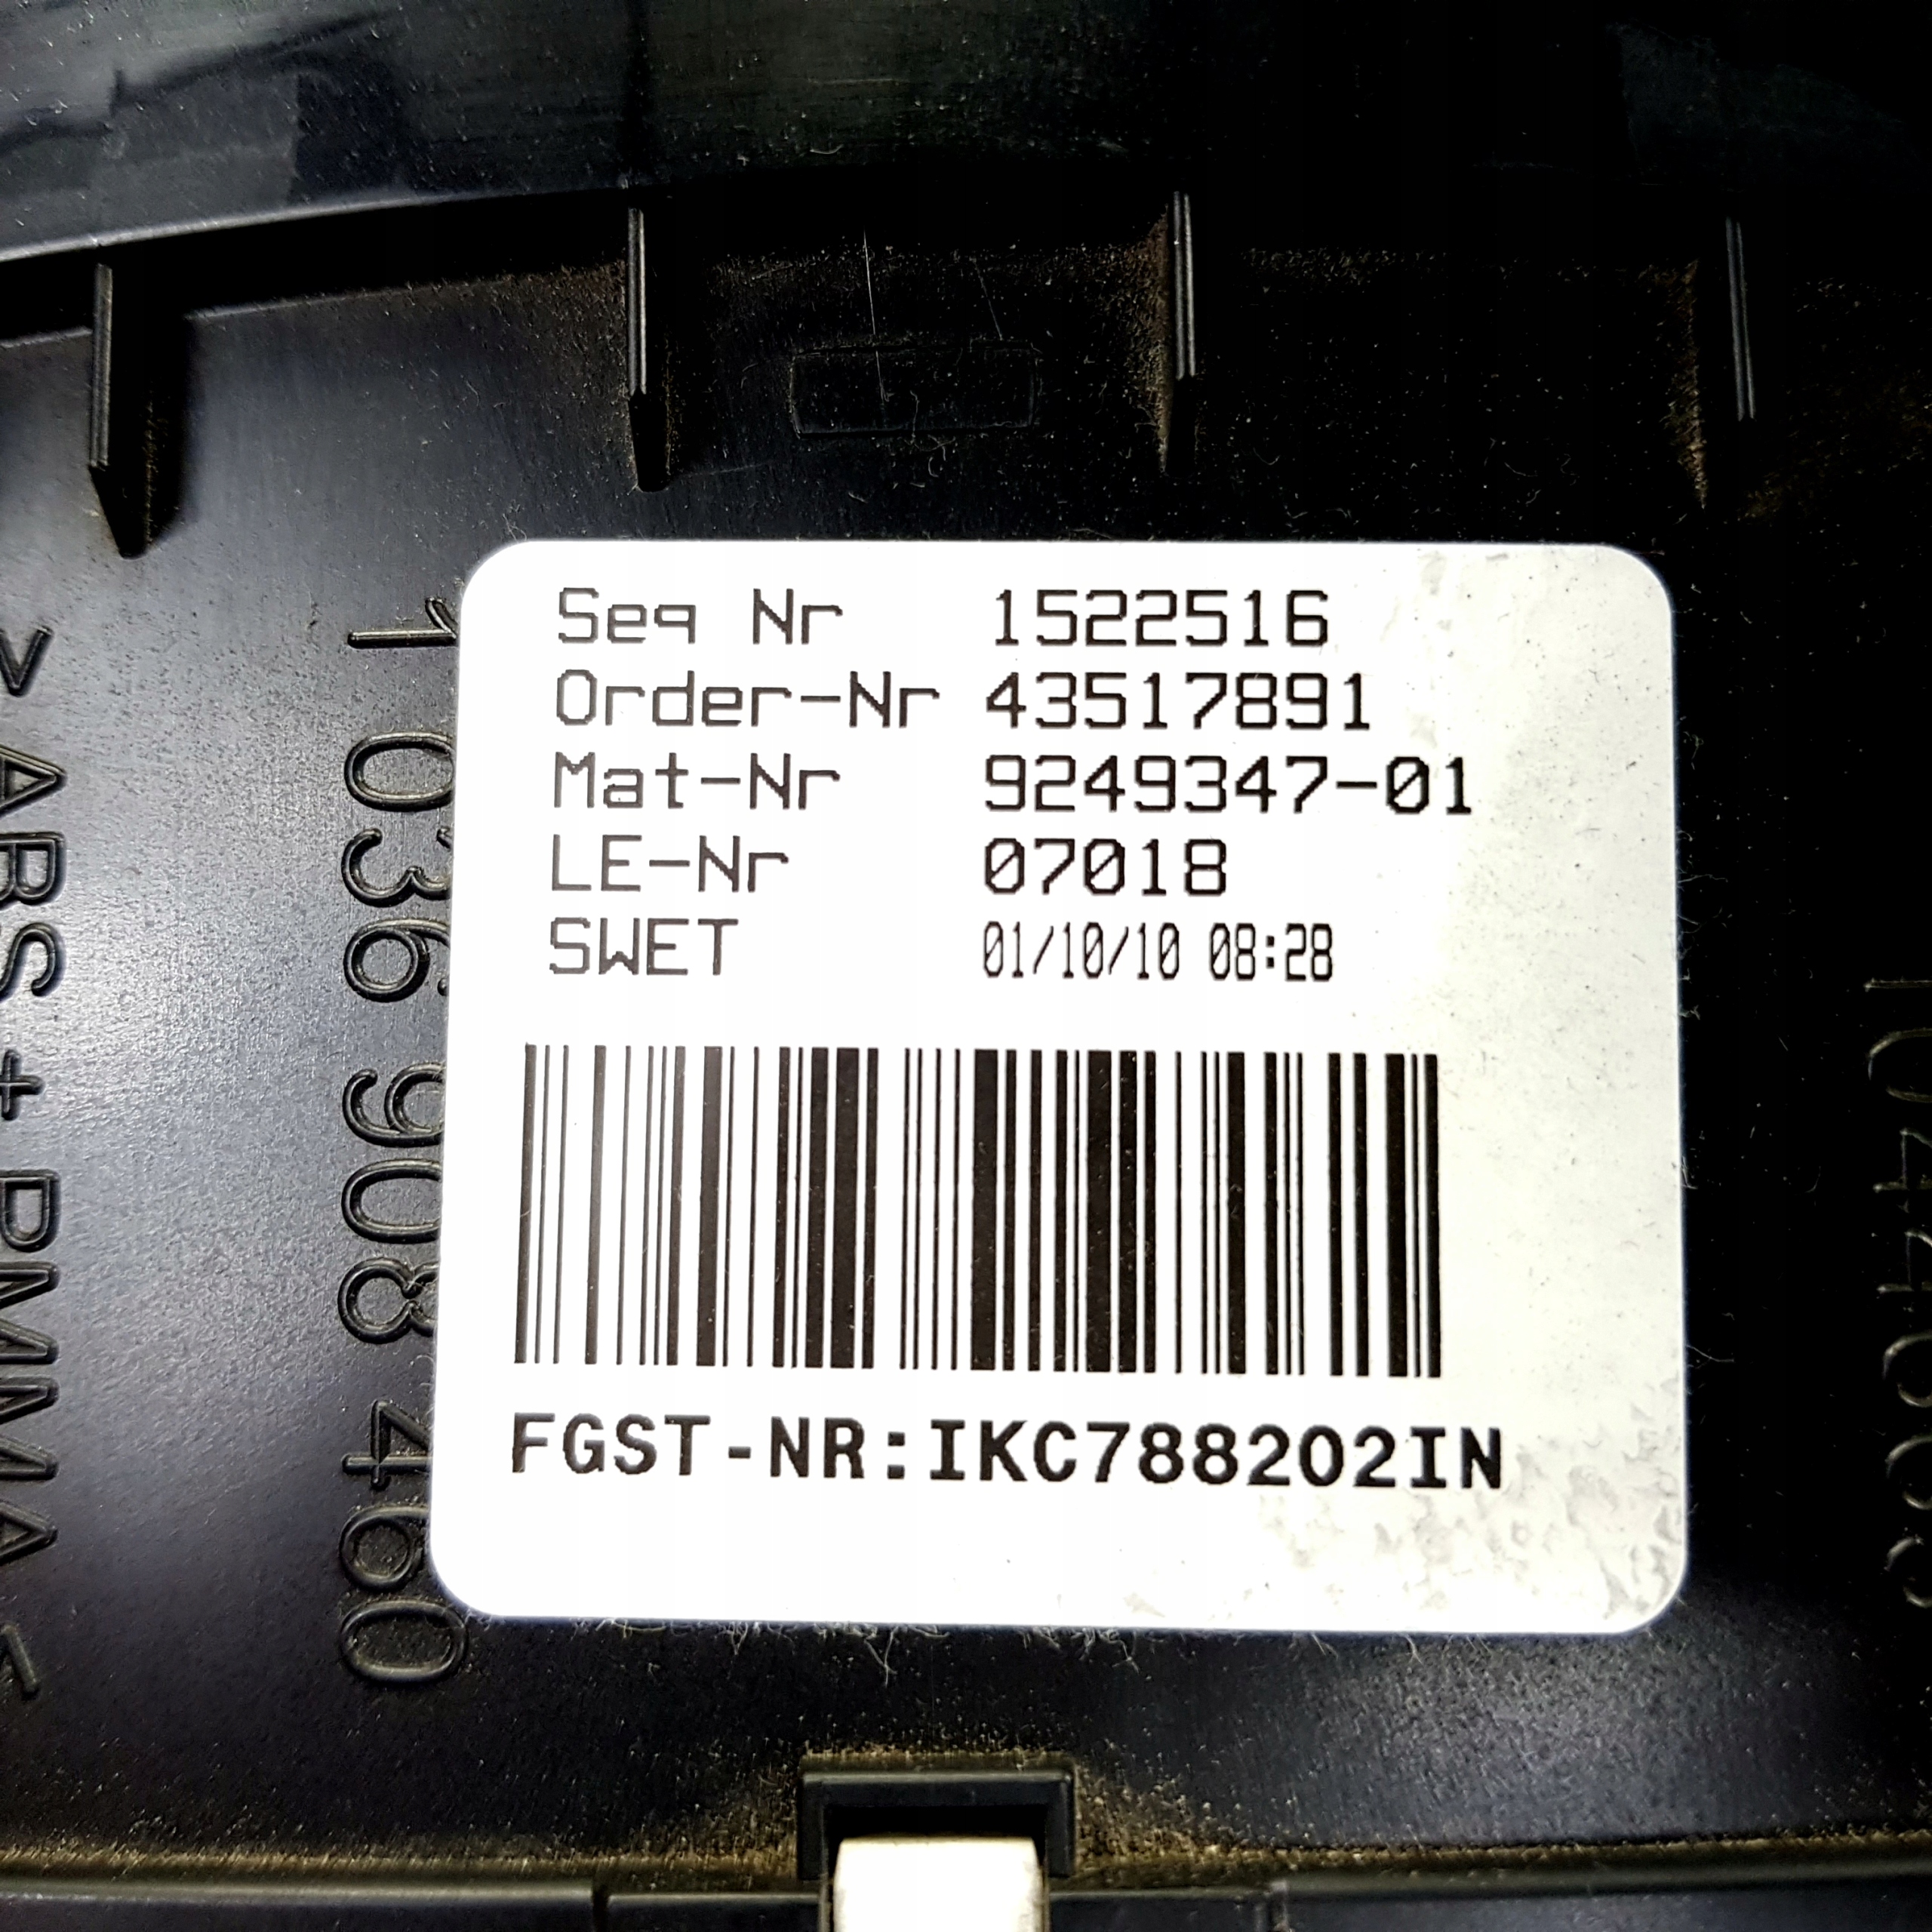 Seq Nr 1522516
Order-Nr 43517891
Mat-Nr 9249347-01
LE-Nr 07018
SWET 01/10/10 08:28
FGST-NR:IKC788202IN
1 036 908 460
>ABS+PMMA<